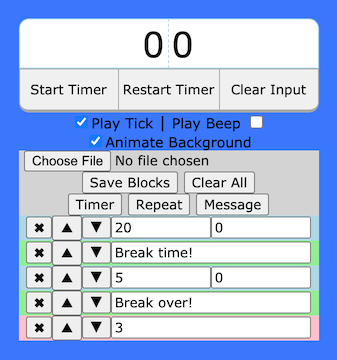 00
Start Timer Restart Timer Clear Input
Play Tick | Play Beep
Animate Background
Choose File No file chosen
Save Blocks Clear All
Timer Repeat Message
✖ ▲ ▼ 20 0
✖ ▲ ▼ Break time!
✖ ▲ ▼ 5 0
✖ ▲ ▼ Break over!
✖ ▲ ▼ 3